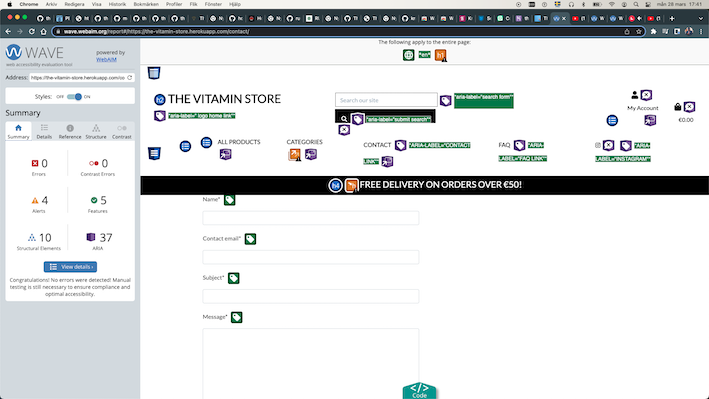 Chrome Arkiv Redigera Visa Historik Bokmärken Profiler Flik Fönster Hjälp mån 28 mars 17:41
wave.webaim.org/report#/https://the-vitamin-store.herokuapp.com/contact/
WAVE
web accessibility evaluation tool
powered by
WebAIM
Address: https://the-vitamin-store.herokuapp.com/co
Styles: OFF ON
Summary
Summary Details Reference Structure Contrast
0 0
Errors Contrast Errors
4 5
Alerts Features
10 37
Structural Elements ARIA
View details ›
Congratulations! No errors were detected! Manual
testing is still necessary to ensure compliance and
optimal accessibility.
The following apply to the entire page:
*en* h1
h2 THE VITAMIN STORE
*aria-label=" logo home link"*
Search our site
*aria-label="search form"*
*aria-label="submit search"*
My Account
€0.00
ALL PRODUCTS CATEGORIES CONTACT *ARIA-LABEL="CONTACT LINK"* FAQ *ARIA-LABEL="FAQ LINK"* *ARIA-LABEL="INSTAGRAM"*
h4 FREE DELIVERY ON ORDERS OVER €50!
Name*
Contact email*
Subject*
Message*
</>
Code